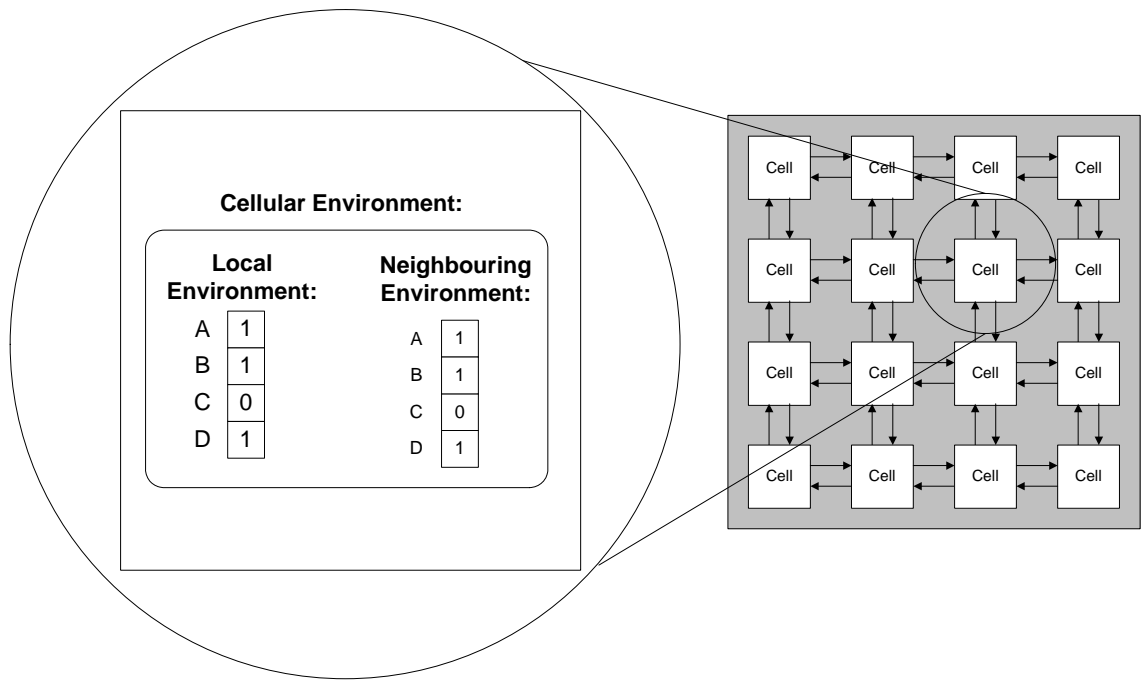 Cellular Environment:
Local
Environment:
A 1
B 1
C 0
D 1
Neighbouring
Environment:
A 1
B 1
C 0
D 1
Cell Cell Cell Cell
Cell Cell Cell Cell
Cell Cell Cell Cell
Cell Cell Cell Cell